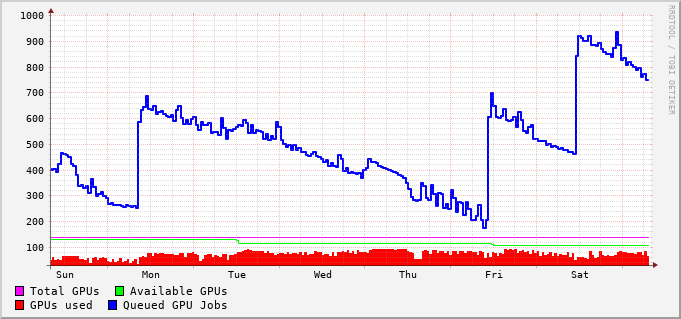 1000
900
800
700
600
500
400
300
200
100
Sun Mon Tue Wed Thu Fri Sat
Total GPUs Available GPUs
GPUs used Queued GPU Jobs
RRDTOOL / TOBI OETIKER